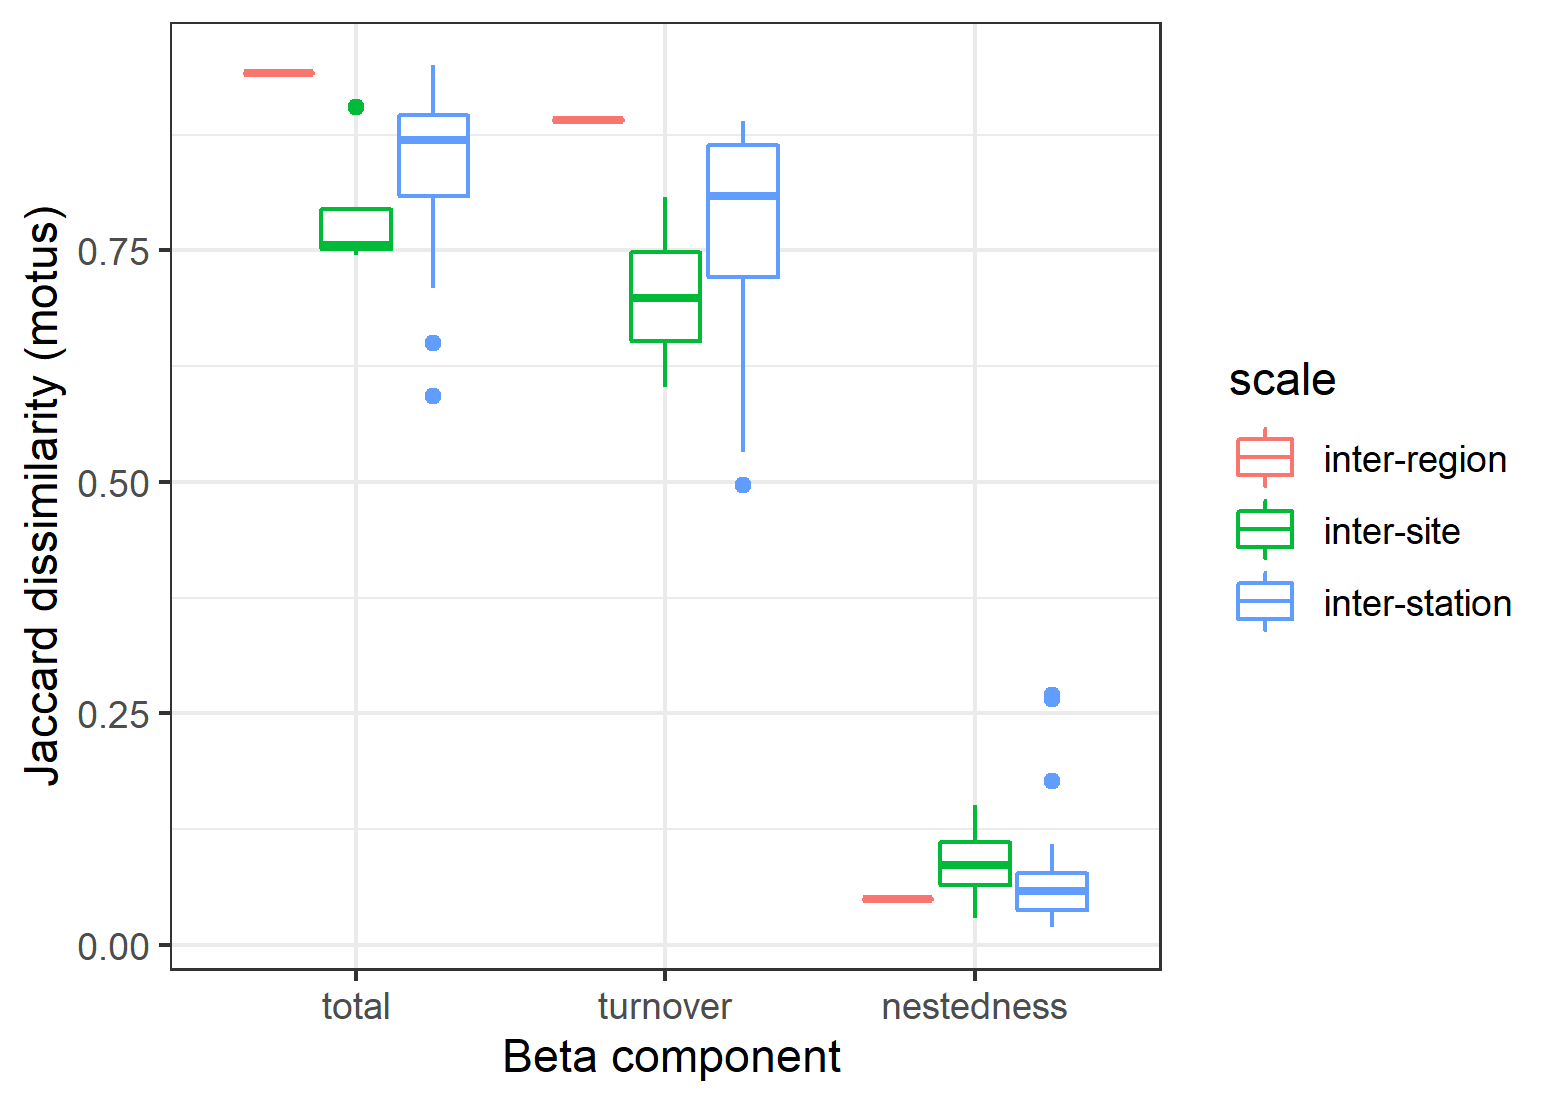 Jaccard dissimilarity (motus)
0.75
0.50
0.25
0.00
total
turnover
nestedness
Beta component
scale
inter-region
inter-site
inter-station